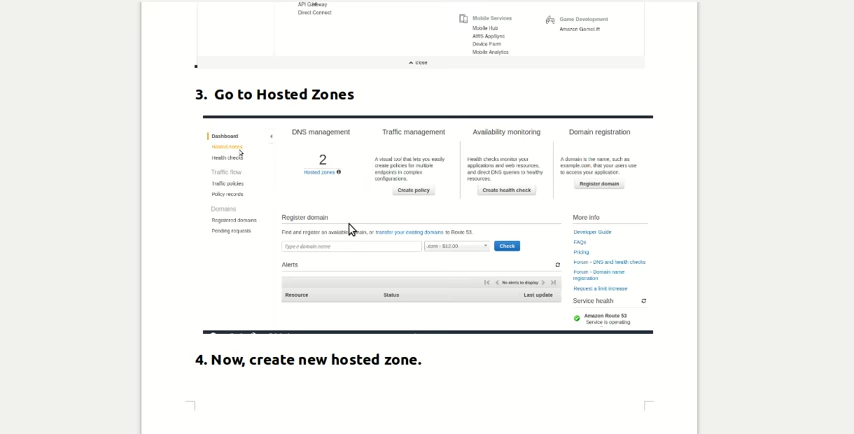 API Gateway
Direct Connect
Mobile Services
Mobile Hub
AWS AppSync
Device Farm
Mobile Analytics
Game Development
Amazon GameLift
close
3. Go to Hosted Zones
Dashboard
Hosted zones
Health checks
Traffic flow
Traffic policies
Policy records
Domains
Registered domains
Pending requests
DNS management
2
Hosted zones
Traffic management
A visual tool that lets you easily
create policies for multiple
endpoints in complex
configurations.
Create policy
Availability monitoring
Health checks monitor your
applications and web resources,
and direct DNS queries to healthy
resources.
Create health check
Domain registration
A domain is the name, such as
example.com, that your users use
to access your application.
Register domain
Register domain
Find and register an available domain, or transfer your existing domains to Route 53.
Type a domain name
.com - $12.00
Check
Alerts
No alerts to display
Resource Status Last update
More info
Developer Guide
FAQs
Pricing
Forum - DNS and health checks
Forum - Domain name
registration
Request a limit increase
Service health
Amazon Route 53
Service is operating
4. Now, create new hosted zone.